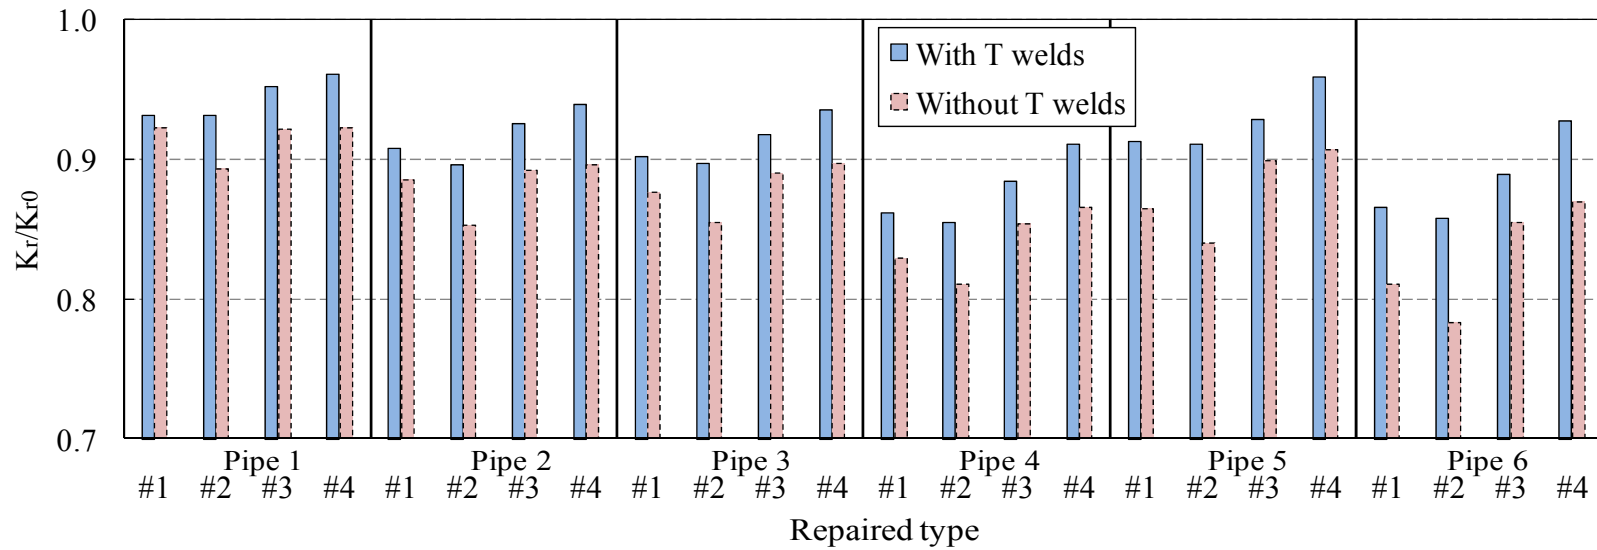 1.0
0.9
0.8
0.7
Kr/Kr0
With T welds
Without T welds
Pipe 1 Pipe 2 Pipe 3 Pipe 4 Pipe 5 Pipe 6
#1 #2 #3 #4 #1 #2 #3 #4 #1 #2 #3 #4 #1 #2 #3 #4 #1 #2 #3 #4 #1 #2 #3 #4
Repaired type